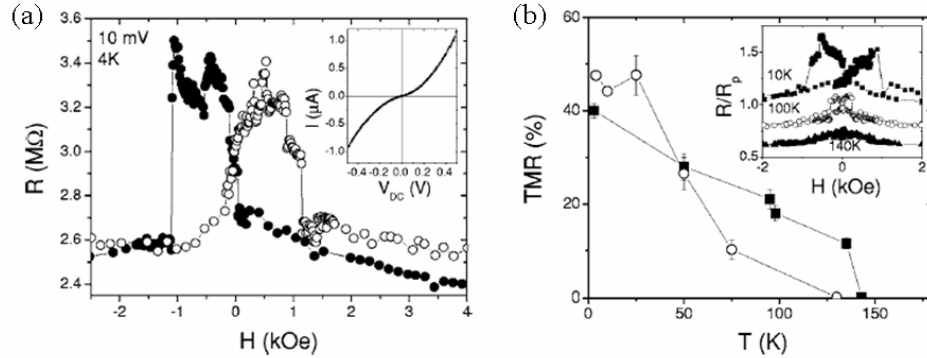 (a)
10 mV
4K
3.6
3.4
3.2
3.0
2.8
2.6
2.4
R (MΩ)
-2 -1 0 1 2 3 4
H (kOe)
1.0
0.5
0.0
-0.5
-1.0
I (µA)
-0.4 -0.2 0.0 0.2 0.4
V_DC (V)
(b)
60
40
20
0
TMR (%)
0 50 100 150
T (K)
1.5
1.0
0.5
R/R_p
10K
100K
140K
-2 0 2
H (kOe)